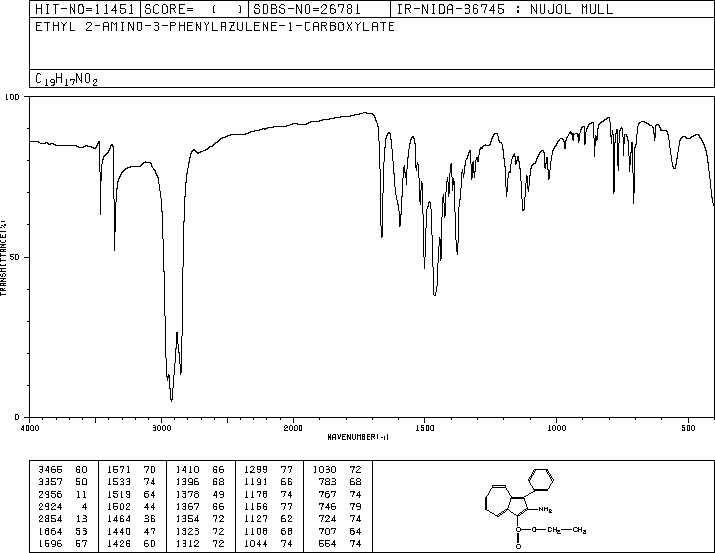 HIT-NO=11451 SCORE= ( ) SDBS-NO=26781 IR-NIDA-36745 : NUJOL MULL
ETHYL 2-AMINO-3-PHENYLAZULENE-1-CARBOXYLATE
C19H17NO2
100
50
0
TRANSMITTANCE(%)
4000 3000 2000 1500 1000 500
WAVENUMBER(-1)
3466 60 1571 70 1410 66 1299 77 1030 72
3357 50 1533 74 1396 68 1191 66 783 68
2956 11 1519 64 1378 49 1178 74 767 74
2924 4 1502 44 1367 66 1156 77 746 79
2854 13 1464 36 1354 72 1127 62 724 74
1664 53 1440 47 1323 72 1108 68 707 64
1596 57 1426 60 1312 72 1044 74 554 74
NH2
C-O-CH2-CH3
O